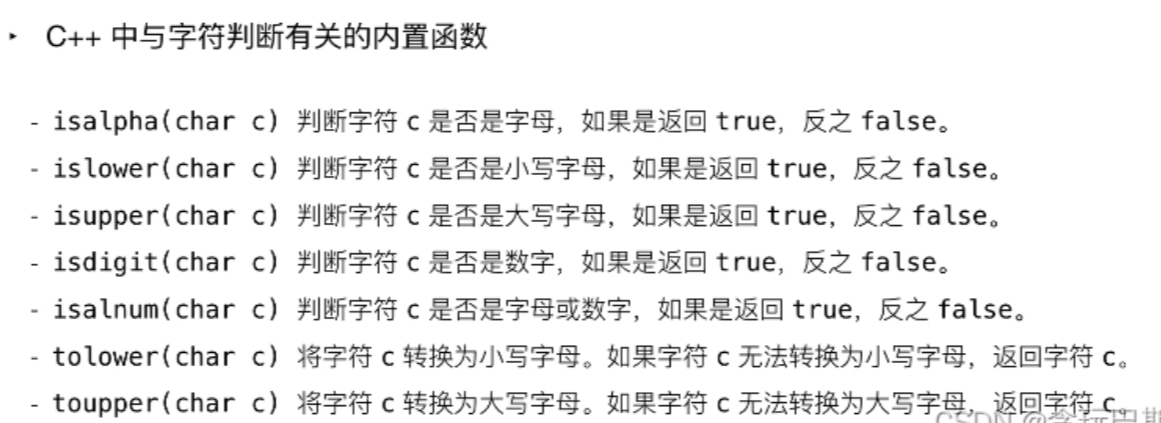 ‣ C++ 中与字符判断有关的内置函数
- isalpha(char c) 判断字符 c 是否是字母，如果是返回 true，反之 false。
- islower(char c) 判断字符 c 是否是小写字母，如果是返回 true，反之 false。
- isupper(char c) 判断字符 c 是否是大写字母，如果是返回 true，反之 false。
- isdigit(char c) 判断字符 c 是否是数字，如果是返回 true，反之 false。
- isalnum(char c) 判断字符 c 是否是字母或数字，如果是返回 true，反之 false。
- tolower(char c) 将字符 c 转换为小写字母。如果字符 c 无法转换为小写字母，返回字符 c。
- toupper(char c) 将字符 c 转换为大写字母。如果字符 c 无法转换为大写字母，返回字符 c。
CSDN